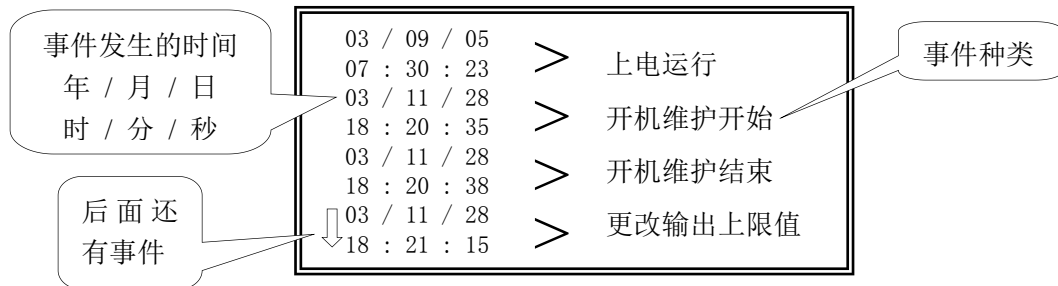 事件发生的时间
年 / 月 / 日
时 / 分 / 秒
后 面 还
有事件
03 / 09 / 05
07 : 30 : 23
>
上电运行
03 / 11 / 28
18 : 20 : 35
>
开机维护开始
03 / 11 / 28
18 : 20 : 38
>
开机维护结束
03 / 11 / 28
18 : 21 : 15
>
更改输出上限值
事件种类